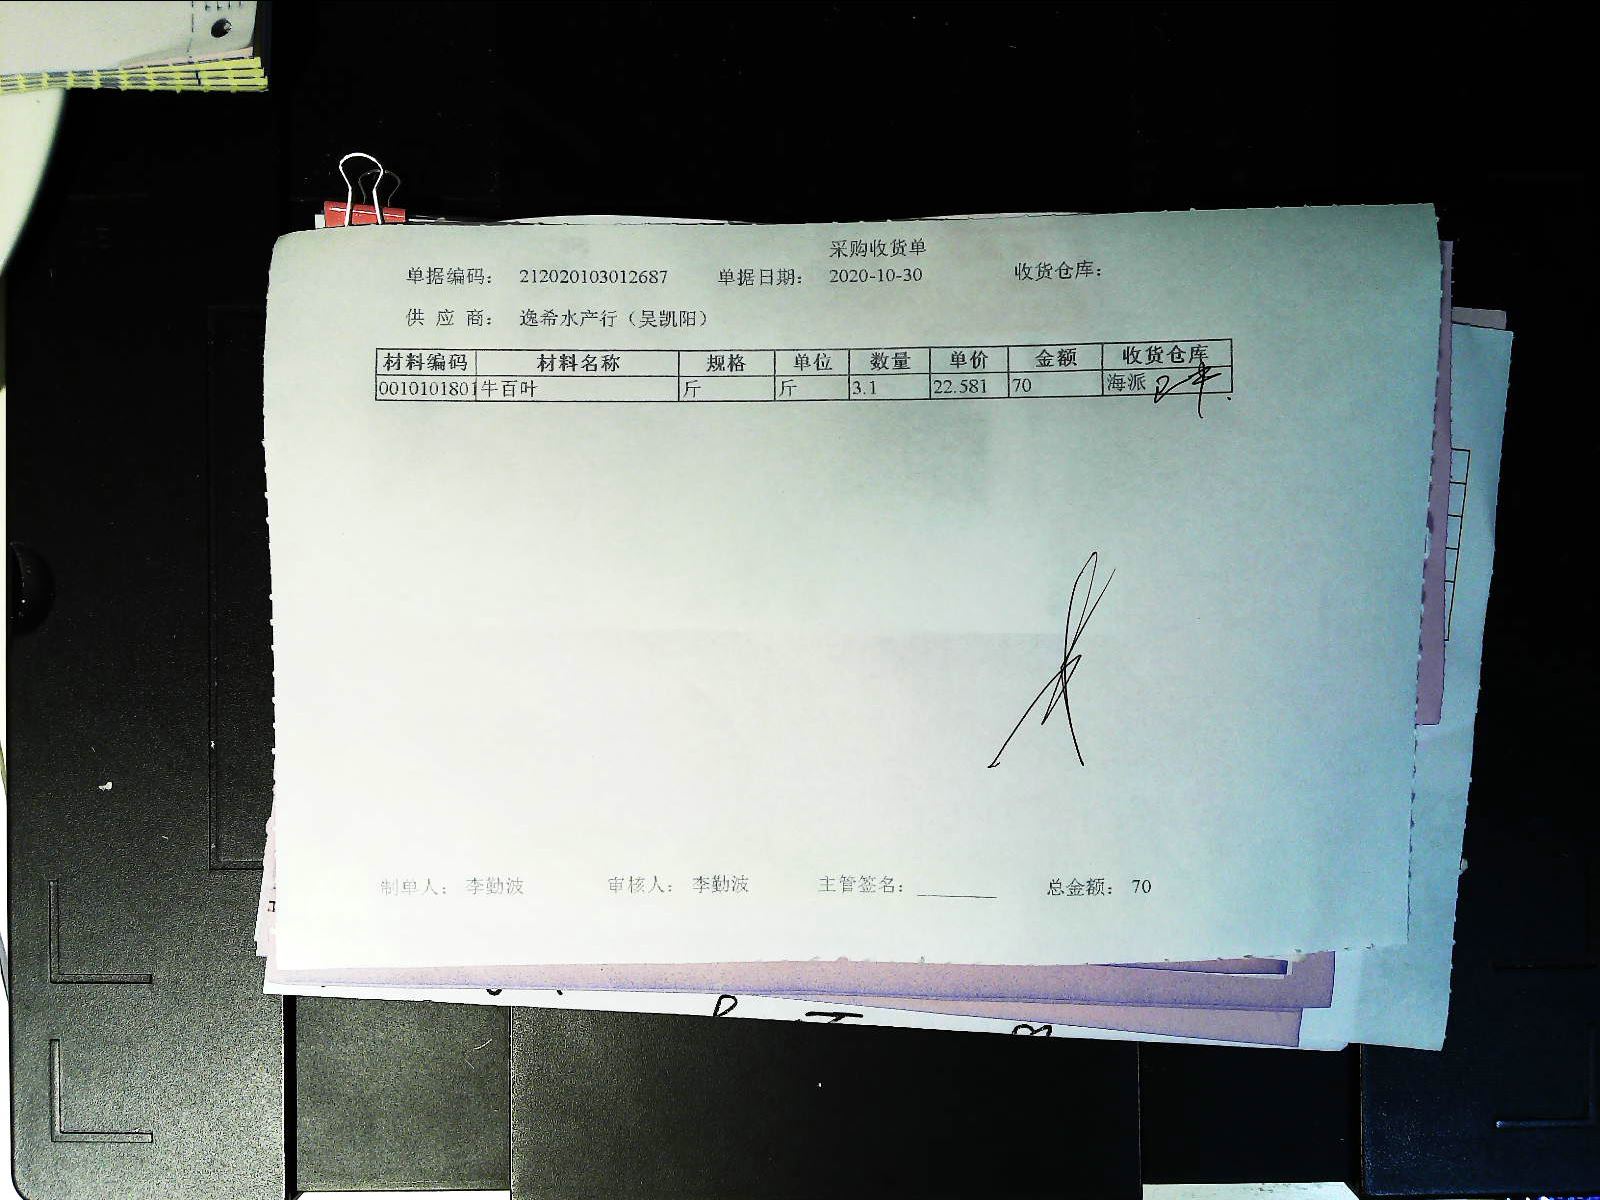 采购收货单
单据编码： 212020103012687 单据日期： 2020-10-30 收货仓库：
供 应 商： 逸希水产行（吴凯阳）
材料编码 材料名称 规格 单位 数量 单价 金额 收货仓库
0010101801 牛百叶 斤 斤 3.1 22.581 70 海派
制单人： 李勤波 审核人： 李勤波 主管签名： ________ 总金额： 70